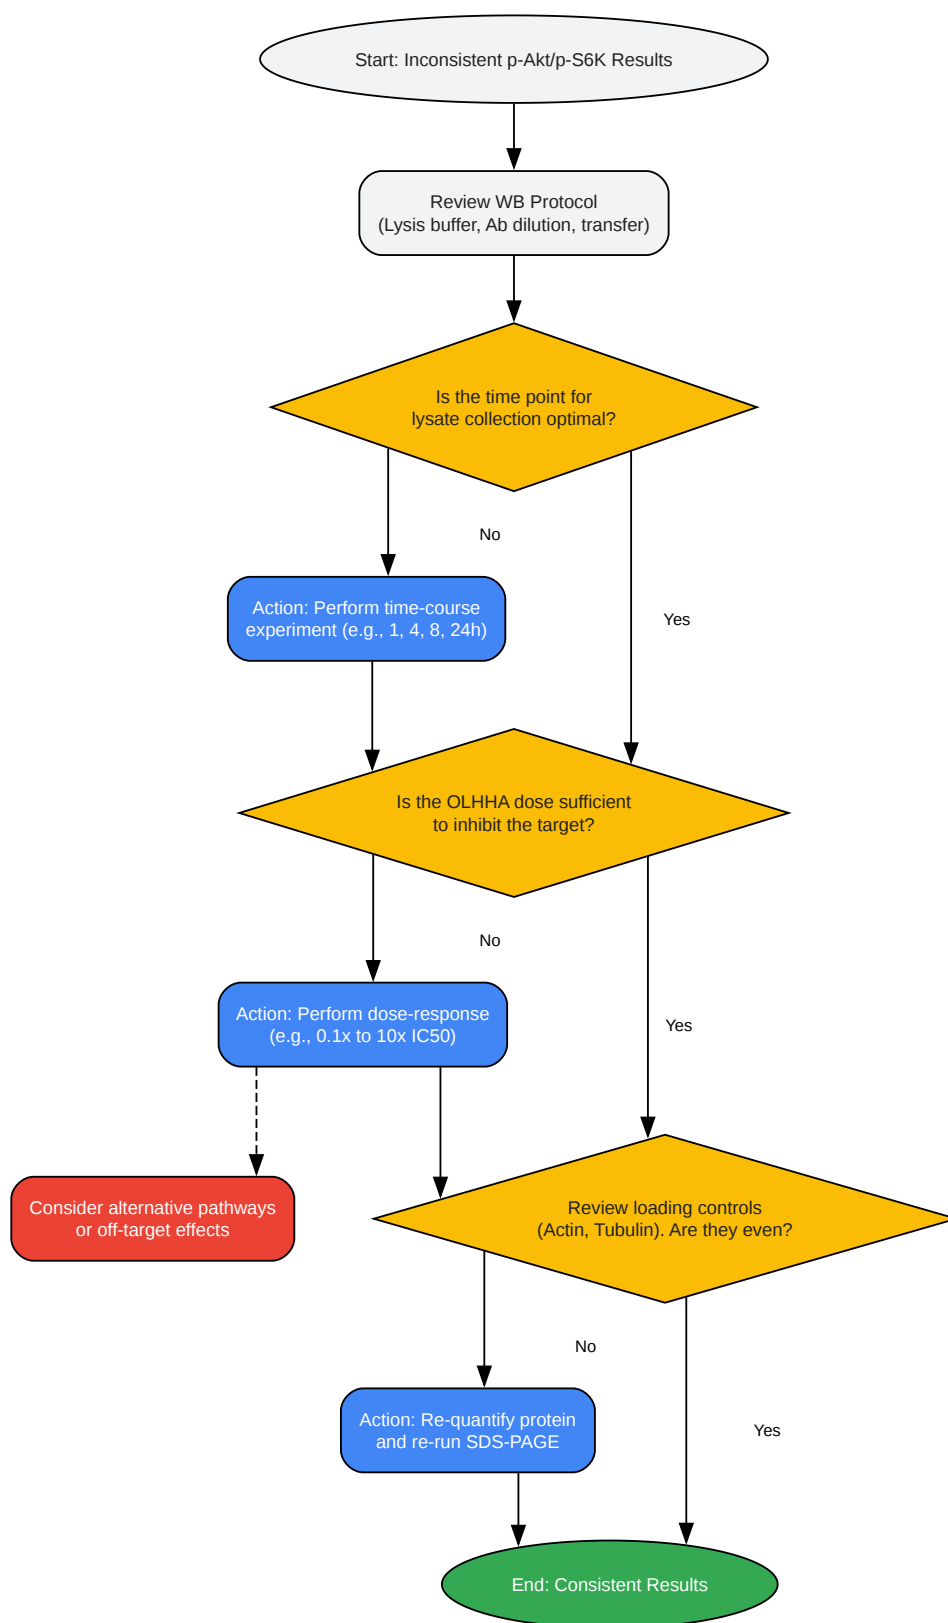 Start: Inconsistent p-Akt/p-S6K Results
Review WB Protocol
(Lysis buffer, Ab dilution, transfer)
Is the time point for
lysate collection optimal?
No
Action: Perform time-course
experiment (e.g., 1, 4, 8, 24h)
Yes
Is the OLHHA dose sufficient
to inhibit the target?
No
Action: Perform dose-response
(e.g., 0.1x to 10x IC50)
Yes
Consider alternative pathways
or off-target effects
Review loading controls
(Actin, Tubulin). Are they even?
No
Action: Re-quantify protein
and re-run SDS-PAGE
Yes
End: Consistent Results